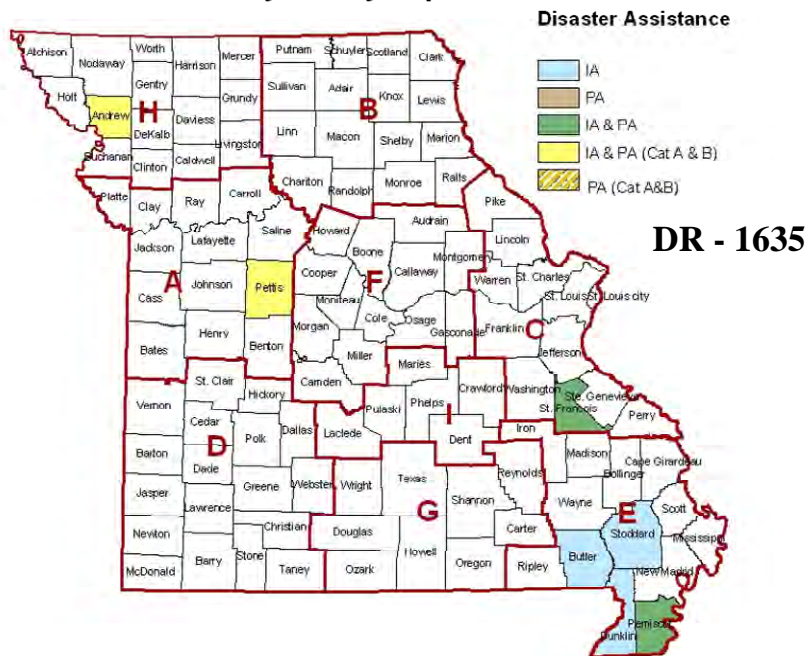 Disaster Assistance
IA
PA
IA & PA
IA & PA (Cat A & B)
PA (Cat A&B)
DR - 1635
Atchison
Nodaway
Worth
Harrison
Mercer
Putnam
Schuyler
Scotland
Clark
Gentry
Sullivan
Adair
Knox
Lewis
Holt
Andrew
H
DeKalb
Daviess
Grundy
B
Linn
Macon
Shelby
Marion
Buchanan
Clinton
Caldwell
Livingston
Chariton
Randolph
Monroe
Ralls
Platte
Clay
Ray
Carroll
Saline
Howard
Boone
Audrain
Pike
Lincoln
Jackson
Lafayette
A
Johnson
Pettis
Cooper
F
Callaway
Montgomery
Warren
St. Charles
St. Louis
St. Louis city
Cass
Moniteau
Cole
Osage
Gasconade
Franklin
C
Jefferson
Henry
Benton
Morgan
Miller
Bates
Camden
Maries
Crawford
Washington
Ste. Genevieve
St. Francois
Perry
St. Clair
Hickory
Vernon
Cedar
Dallas
Laclede
Pulaski
Phelps
I
Dent
Iron
D
Polk
Barton
Dade
Madison
Cape Girardeau
Bollinger
Jasper
Greene
Webster
Wright
Texas
Reynolds
Wayne
E
Scott
Lawrence
Shannon
G
Stoddard
Mississippi
Newton
Christian
Douglas
Carter
Butler
Stone
Howell
New Madrid
McDonald
Barry
Taney
Ozark
Oregon
Ripley
Pemiscot
Dunklin